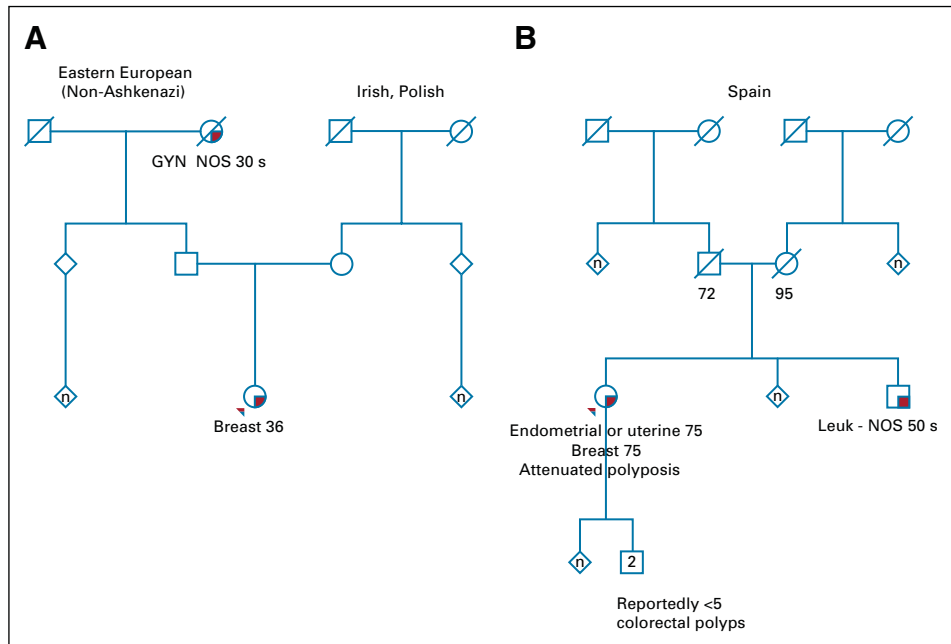 A
Eastern European
(Non-Ashkenazi)
Irish, Polish
GYN NOS 30 s
n
n
Breast 36
B
Spain
n
n
72
95
n
Endometrial or uterine 75
Breast 75
Attenuated polyposis
Leuk - NOS 50 s
n
2
Reportedly <5
colorectal polyps